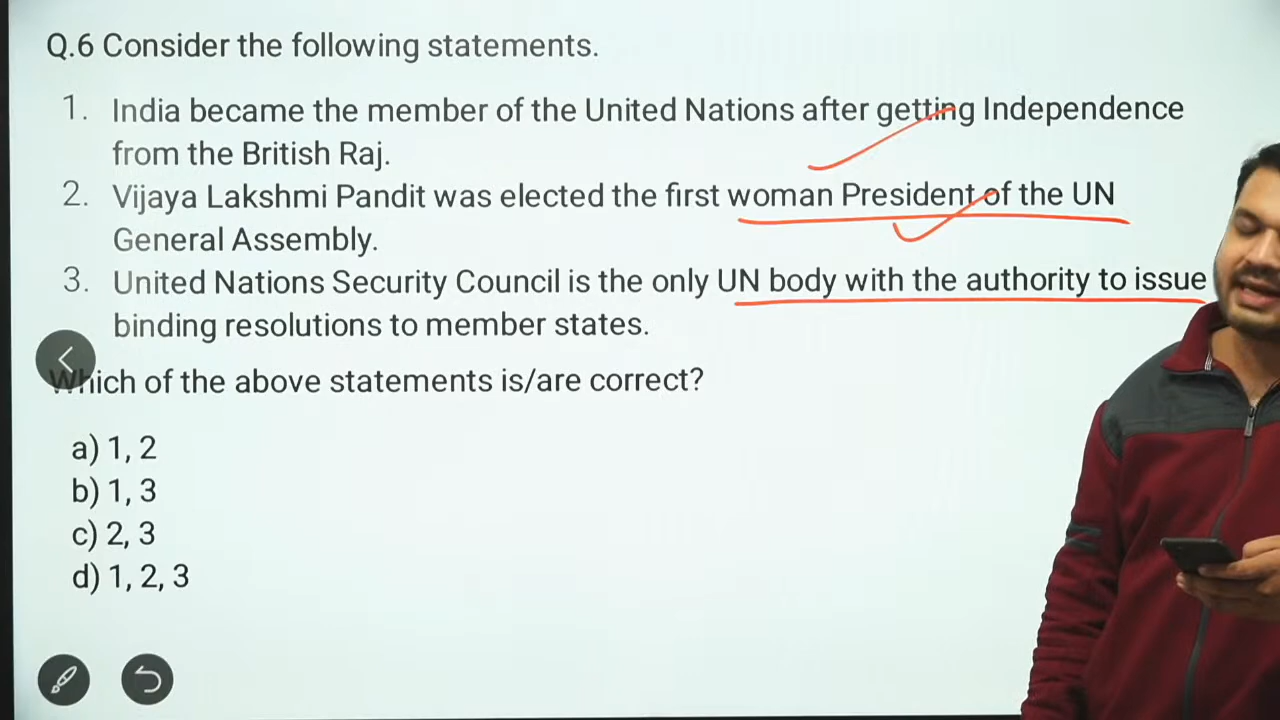 Q.6 Consider the following statements.
1. India became the member of the United Nations after getting Independence
from the British Raj.
2. Vijaya Lakshmi Pandit was elected the first woman President of the UN
General Assembly.
3. United Nations Security Council is the only UN body with the authority to issue
binding resolutions to member states.
Which of the above statements is/are correct?
a) 1, 2
b) 1, 3
c) 2, 3
d) 1, 2, 3